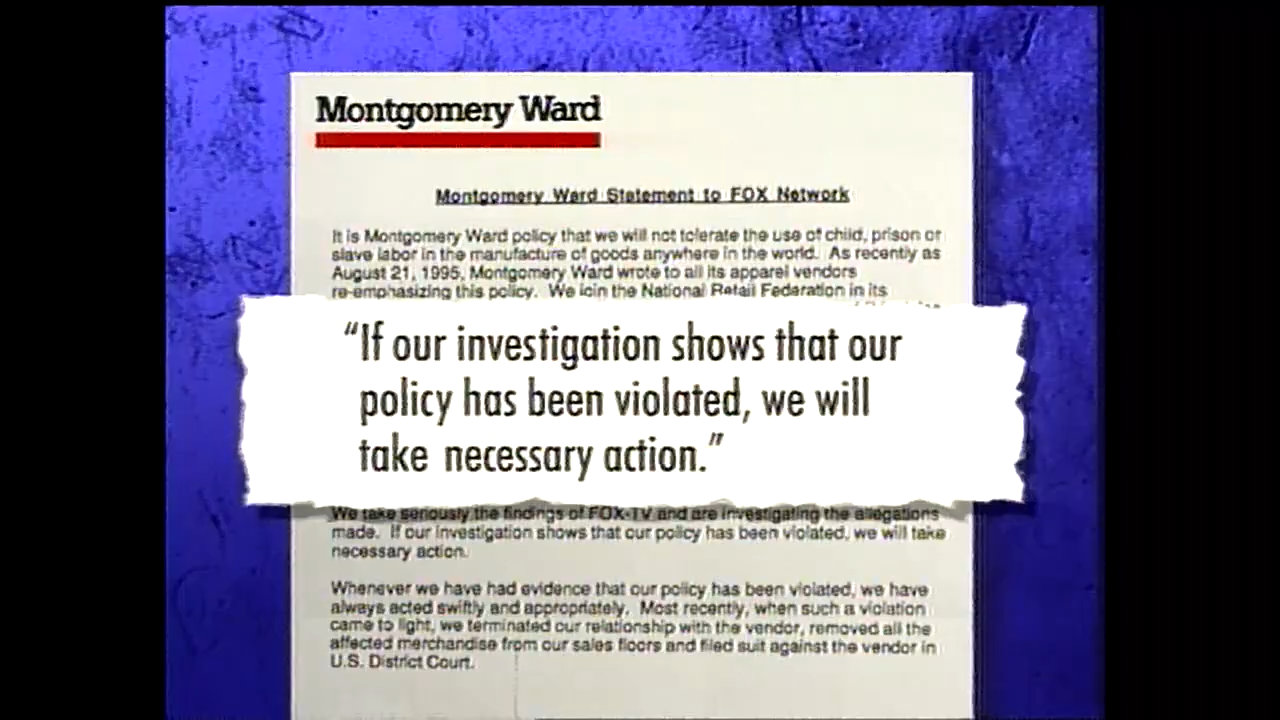 Montgomery Ward
Montgomery Ward Statement to FOX Network
It is Montgomery Ward policy that we will not tolerate the use of child, prison or
slave labor in the manufacture of goods anywhere in the world. As recently as
August 21, 1995, Montgomery Ward wrote to all its apparel vendors
re-emphasizing this policy. We join the National Retail Federation in its
“If our investigation shows that our
policy has been violated, we will
take necessary action.”
We take seriously the findings of FOX-TV and are investigating the allegations
made. If our investigation shows that our policy has been violated, we will take
necessary action.
Whenever we have had evidence that our policy has been violated, we have
always acted swiftly and appropriately. Most recently, when such a violation
came to light, we terminated our relationship with the vendor, removed all the
affected merchandise from our sales floors and filed suit against the vendor in
U.S. District Court.